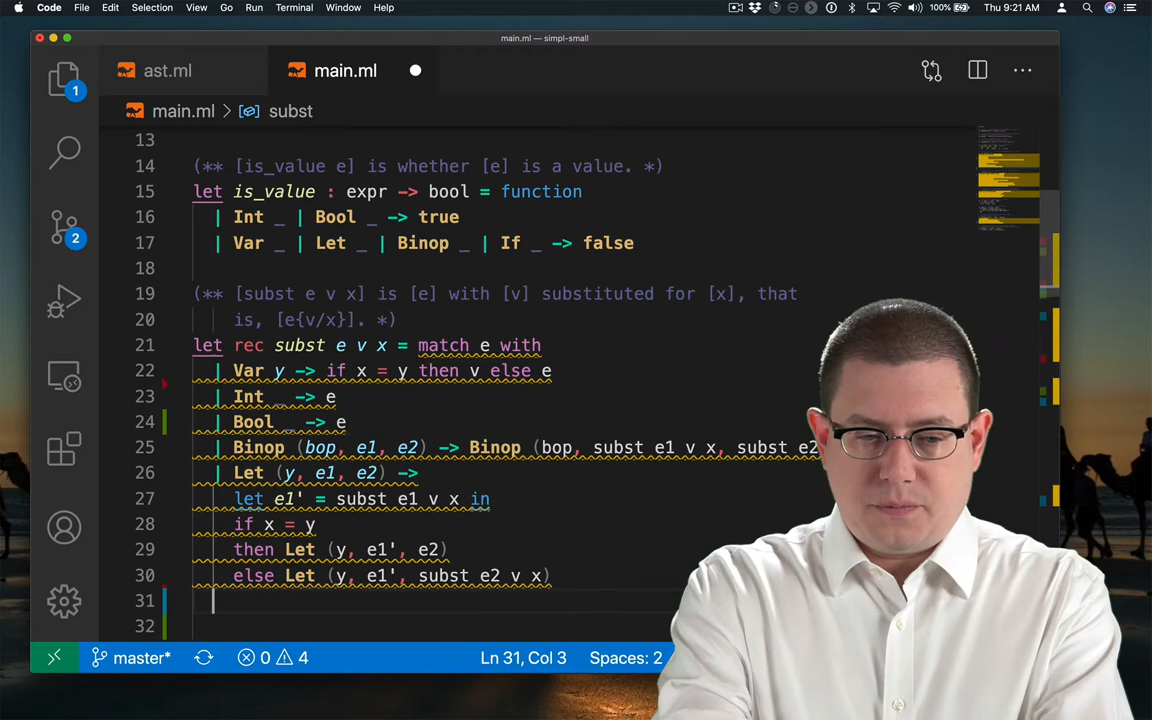 Code File Edit Selection View Go Run Terminal Window Help 100% Thu 9:21 AM
main.ml — simpl-small
ast.ml main.ml
1
main.ml > subst
13
14 (** [is_value e] is whether [e] is a value. *)
15 let is_value : expr -> bool = function
16 | Int _ | Bool _ -> true
17 | Var _ | Let _ | Binop _ | If _ -> false
2
18
19 (** [subst e v x] is [e] with [v] substituted for [x], that
20 is, [e{v/x}]. *)
21 let rec subst e v x = match e with
22 | Var y -> if x = y then v else e
23 | Int _ -> e
24 | Bool _ -> e
25 | Binop (bop, e1, e2) -> Binop (bop, subst e1 v x, subst e2
26 | Let (y, e1, e2) ->
27 let e1' = subst e1 v x in
28 if x = y
29 then Let (y, e1', e2)
30 else Let (y, e1', subst e2 v x)
31
32
master* 0 4 Ln 31, Col 3 Spaces: 2